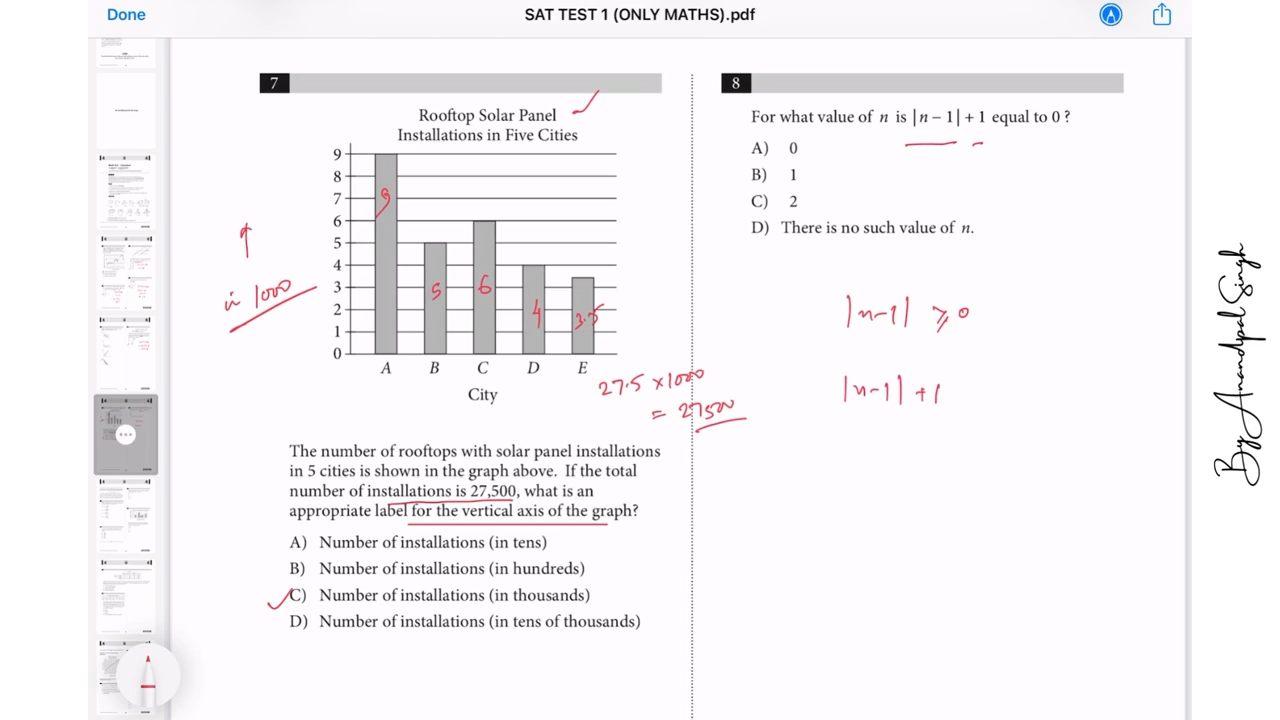 Done
SAT TEST 1 (ONLY MATHS).pdf
7
Rooftop Solar Panel
Installations in Five Cities
9
8
7
6
5
4
3
2
1
0
9
5
6
4
3.5
A B C D E
City
in 1000
27.5 ×1000
= 27500
The number of rooftops with solar panel installations
in 5 cities is shown in the graph above. If the total
number of installations is 27,500, what is an
appropriate label for the vertical axis of the graph?
A) Number of installations (in tens)
B) Number of installations (in hundreds)
C) Number of installations (in thousands)
D) Number of installations (in tens of thousands)
8
For what value of n is |n − 1| + 1 equal to 0 ?
A) 0
B) 1
C) 2
D) There is no such value of n.
|n-1| ⩾ 0
|n-1| +1
By Anandpal Singh